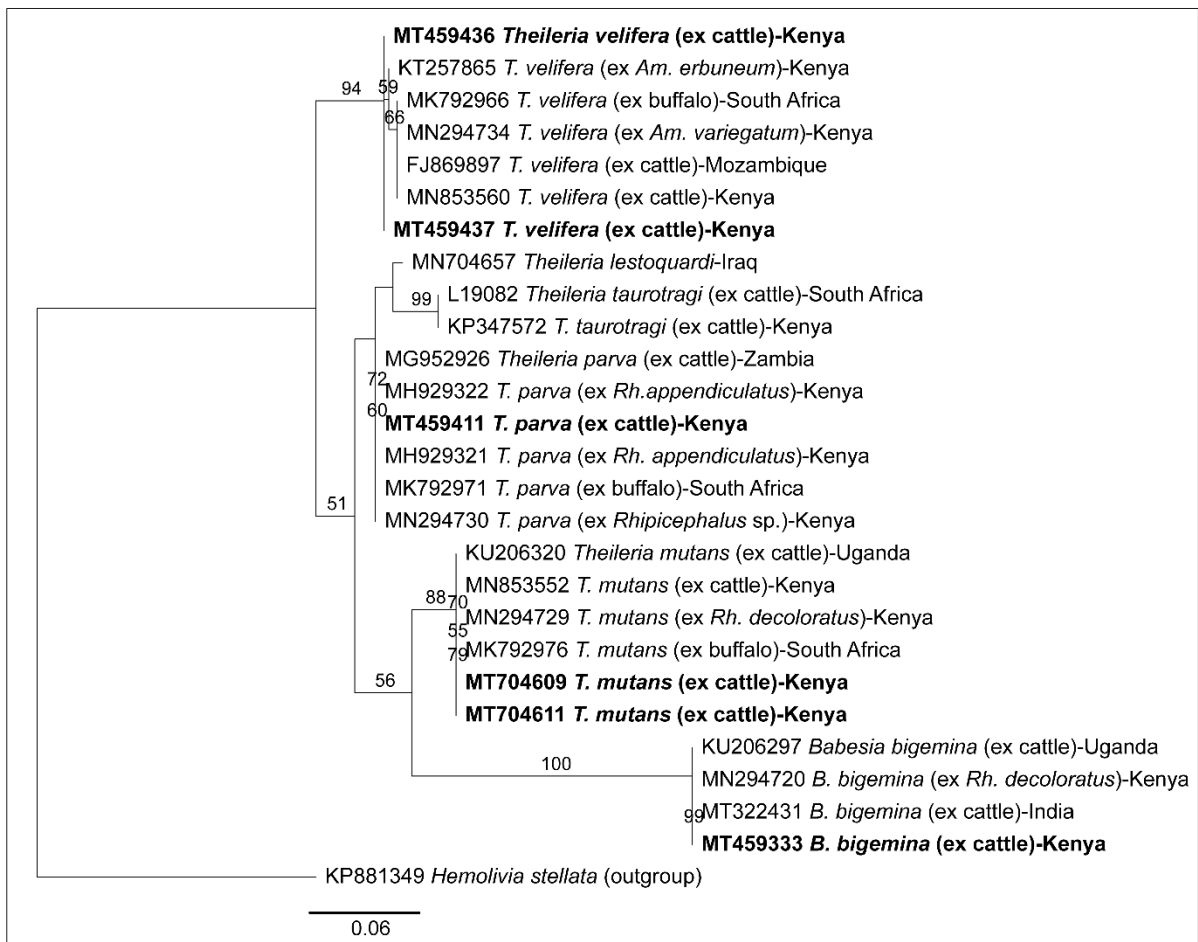 MT459436 Theileria velifera (ex cattle)-Kenya
KT257865 T. velifera (ex Am. erbuneum)-Kenya
94
59
MK792966 T. velifera (ex buffalo)-South Africa
66
MN294734 T. velifera (ex Am. variegatum)-Kenya
FJ869897 T. velifera (ex cattle)-Mozambique
MN853560 T. velifera (ex cattle)-Kenya
MT459437 T. velifera (ex cattle)-Kenya
MN704657 Theileria lestoquardi-Iraq
99
L19082 Theileria taurotragi (ex cattle)-South Africa
KP347572 T. taurotragi (ex cattle)-Kenya
MG952926 Theileria parva (ex cattle)-Zambia
72
MH929322 T. parva (ex Rh.appendiculatus)-Kenya
60
MT459411 T. parva (ex cattle)-Kenya
MH929321 T. parva (ex Rh. appendiculatus)-Kenya
MK792971 T. parva (ex buffalo)-South Africa
51
MN294730 T. parva (ex Rhipicephalus sp.)-Kenya
KU206320 Theileria mutans (ex cattle)-Uganda
MN853552 T. mutans (ex cattle)-Kenya
88
70
MN294729 T. mutans (ex Rh. decoloratus)-Kenya
55
MK792976 T. mutans (ex buffalo)-South Africa
79
56
MT704609 T. mutans (ex cattle)-Kenya
MT704611 T. mutans (ex cattle)-Kenya
KU206297 Babesia bigemina (ex cattle)-Uganda
100
MN294720 B. bigemina (ex Rh. decoloratus)-Kenya
MT322431 B. bigemina (ex cattle)-India
99
MT459333 B. bigemina (ex cattle)-Kenya
KP881349 Hemolivia stellata (outgroup)
0.06